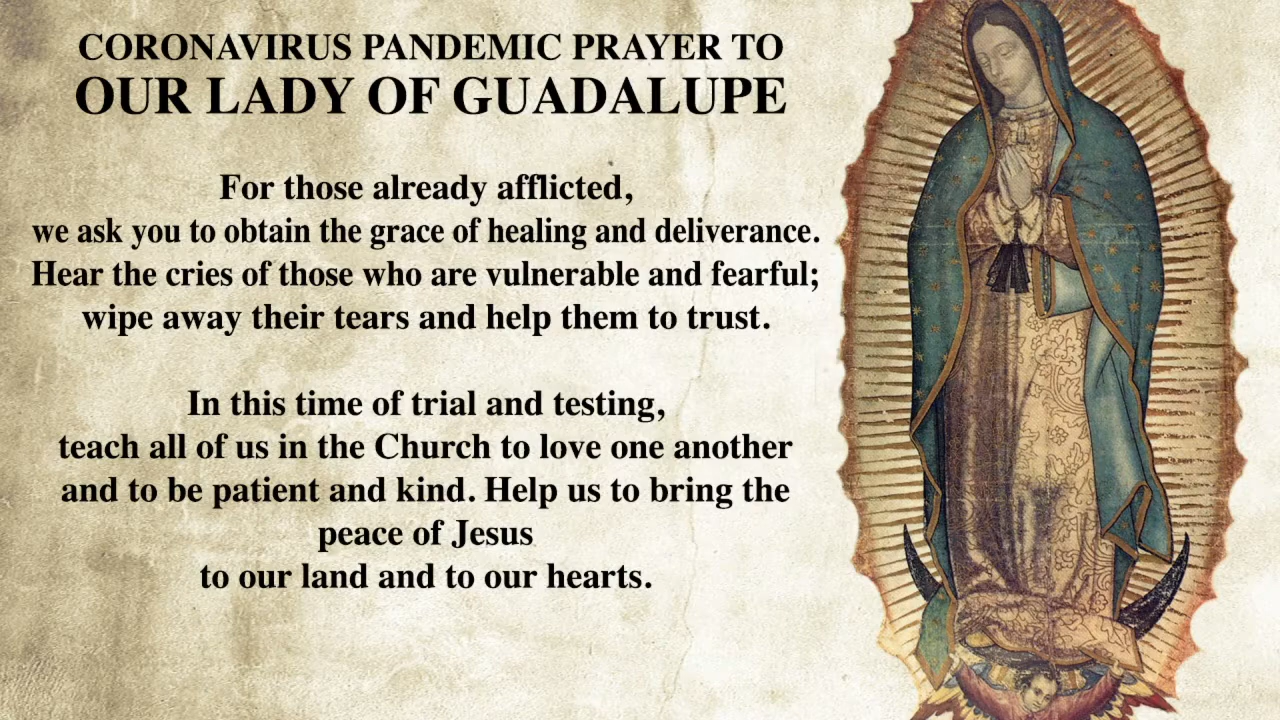 CORONAVIRUS PANDEMIC PRAYER TO
OUR LADY OF GUADALUPE
For those already afflicted,
we ask you to obtain the grace of healing and deliverance.
Hear the cries of those who are vulnerable and fearful;
wipe away their tears and help them to trust.
In this time of trial and testing,
teach all of us in the Church to love one another
and to be patient and kind. Help us to bring the
peace of Jesus
to our land and to our hearts.